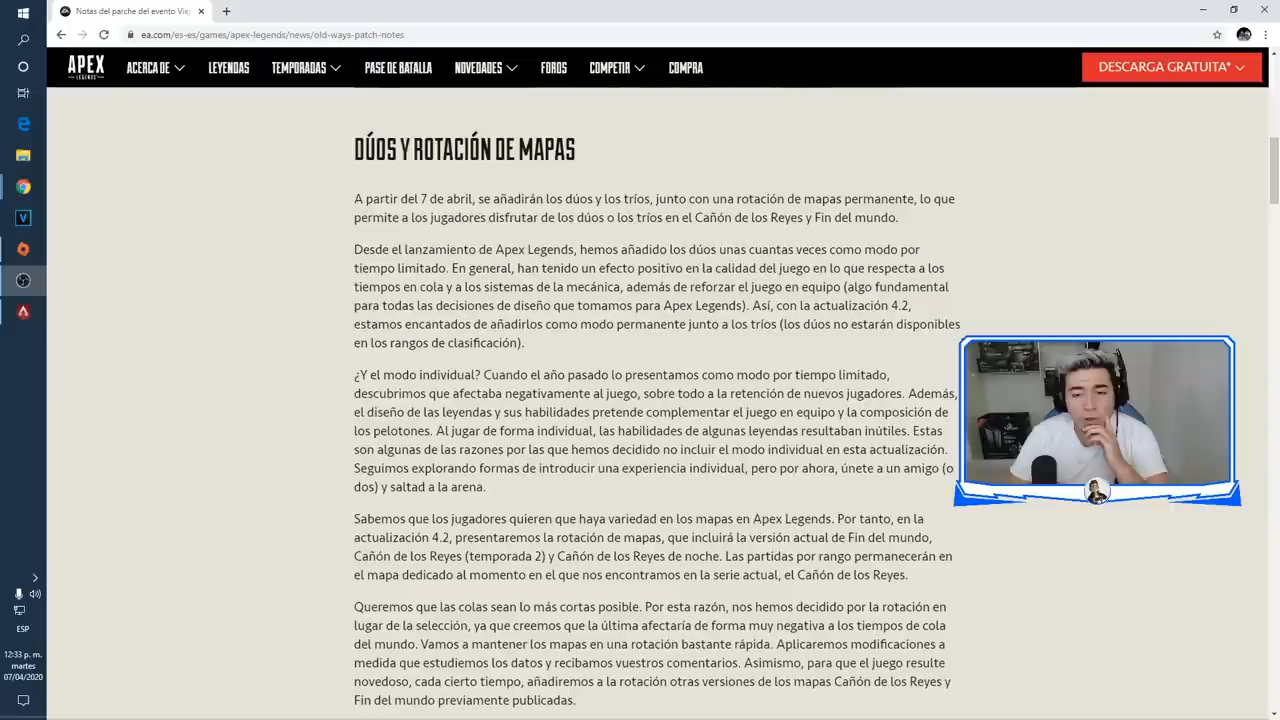 Notas del parche del evento Vie
ea.com/es-es/games/apex-legends/news/old-ways-patch-notes
APEX
LEGENDS
ACERCA DE
LEYENDAS
TEMPORADAS
PASE DE BATALLA
NOVEDADES
FOROS
COMPETIR
COMPRA
DESCARGA GRATUITA*
DÚOS Y ROTACIÓN DE MAPAS
A partir del 7 de abril, se añadirán los dúos y los tríos, junto con una rotación de mapas permanente, lo que
permite a los jugadores disfrutar de los dúos o los tríos en el Cañón de los Reyes y Fin del mundo.
Desde el lanzamiento de Apex Legends, hemos añadido los dúos unas cuantas veces como modo por
tiempo limitado. En general, han tenido un efecto positivo en la calidad del juego en lo que respecta a los
tiempos en cola y a los sistemas de la mecánica, además de reforzar el juego en equipo (algo fundamental
para todas las decisiones de diseño que tomamos para Apex Legends). Así, con la actualización 4.2,
estamos encantados de añadirlos como modo permanente junto a los tríos (los dúos no estarán disponibles
en los rangos de clasificación).
¿Y el modo individual? Cuando el año pasado lo presentamos como modo por tiempo limitado,
descubrimos que afectaba negativamente al juego, sobre todo a la retención de nuevos jugadores. Además,
el diseño de las leyendas y sus habilidades pretende complementar el juego en equipo y la composición de
los pelotones. Al jugar de forma individual, las habilidades de algunas leyendas resultaban inútiles. Estas
son algunas de las razones por las que hemos decidido no incluir el modo individual en esta actualización.
Seguimos explorando formas de introducir una experiencia individual, pero por ahora, únete a un amigo (o
dos) y saltad a la arena.
Sabemos que los jugadores quieren que haya variedad en los mapas en Apex Legends. Por tanto, en la
actualización 4.2, presentaremos la rotación de mapas, que incluirá la versión actual de Fin del mundo,
Cañón de los Reyes (temporada 2) y Cañón de los Reyes de noche. Las partidas por rango permanecerán en
el mapa dedicado al momento en el que nos encontramos en la serie actual, el Cañón de los Reyes.
Queremos que las colas sean lo más cortas posible. Por esta razón, nos hemos decidido por la rotación en
lugar de la selección, ya que creemos que la última afectaría de forma muy negativa a los tiempos de cola
del mundo. Vamos a mantener los mapas en una rotación bastante rápida. Aplicaremos modificaciones a
medida que estudiemos los datos y recibamos vuestros comentarios. Asimismo, para que el juego resulte
novedoso, cada cierto tiempo, añadiremos a la rotación otras versiones de los mapas Cañón de los Reyes y
Fin del mundo previamente publicadas.
ESP
12:33 p. m.
martes
07/04/2020